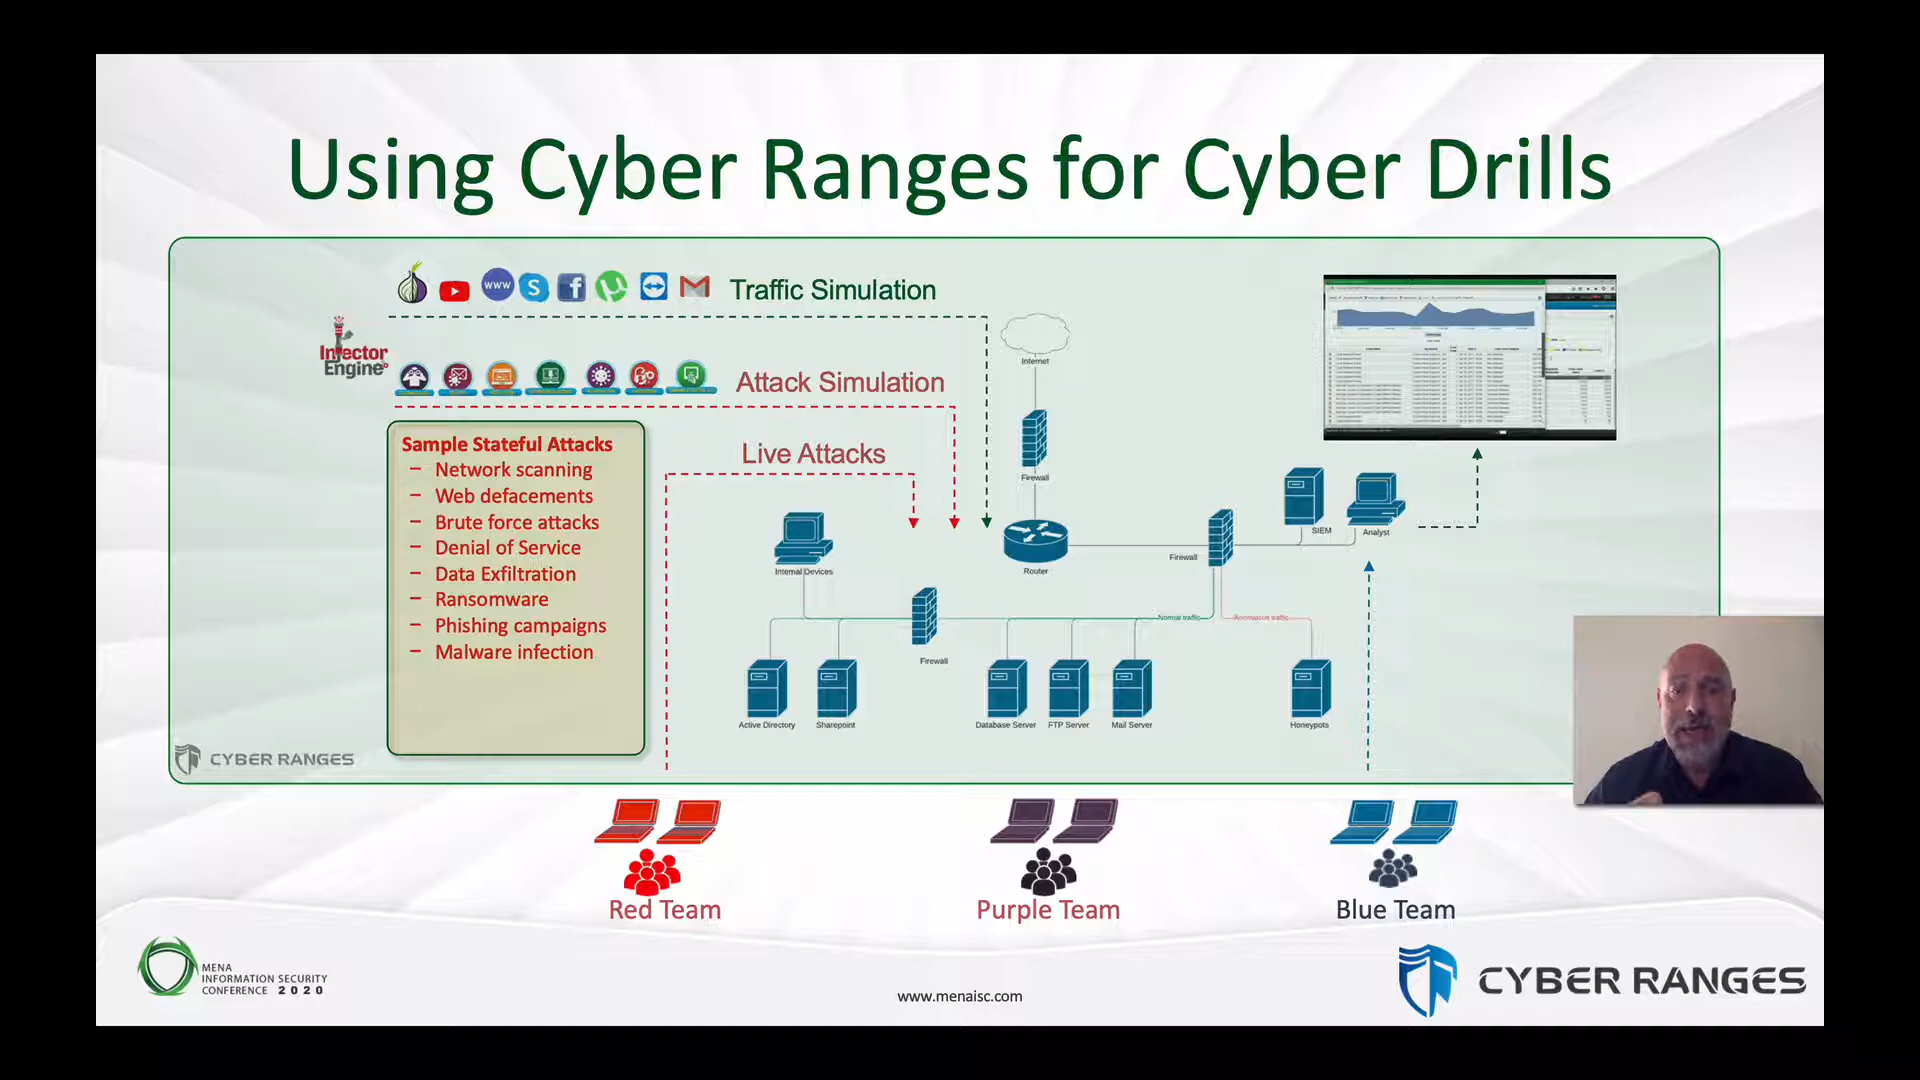 Using Cyber Ranges for Cyber Drills
www
Traffic Simulation
Injector
Engine
Attack Simulation
Live Attacks
Sample Stateful Attacks
– Network scanning
– Web defacements
– Brute force attacks
– Denial of Service
– Data Exfiltration
– Ransomware
– Phishing campaigns
– Malware infection
Internet
Firewall
Router
Internal Devices
Firewall
SIEM
Analyst
Normal traffic
Anomalous traffic
Firewall
Active Directory
Sharepoint
Database Server
FTP Server
Mail Server
Honeypots
CYBER RANGES
Red Team
Purple Team
Blue Team
MENA
INFORMATION SECURITY
CONFERENCE 2020
www.menaisc.com
CYBER RANGES